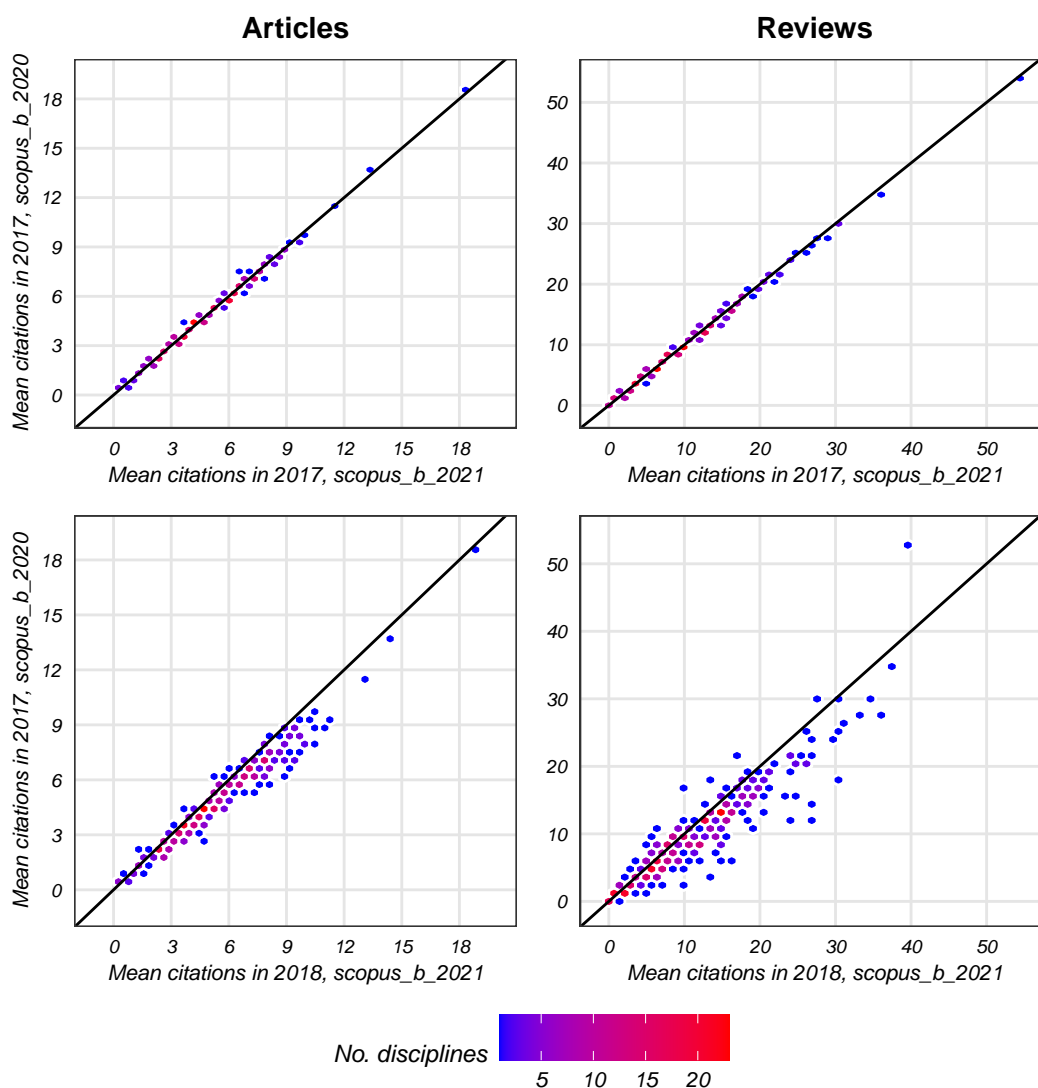 Articles
Reviews
Mean citations in 2017, scopus_b_2020
18
15
12
9
6
3
0
50
40
30
20
10
0
0 3 6 9 12 15 18
0 10 20 30 40 50
Mean citations in 2017, scopus_b_2021
Mean citations in 2017, scopus_b_2021
Mean citations in 2017, scopus_b_2020
18
15
12
9
6
3
0
50
40
30
20
10
0
0 3 6 9 12 15 18
0 10 20 30 40 50
Mean citations in 2018, scopus_b_2021
Mean citations in 2018, scopus_b_2021
No. disciplines
5 10 15 20